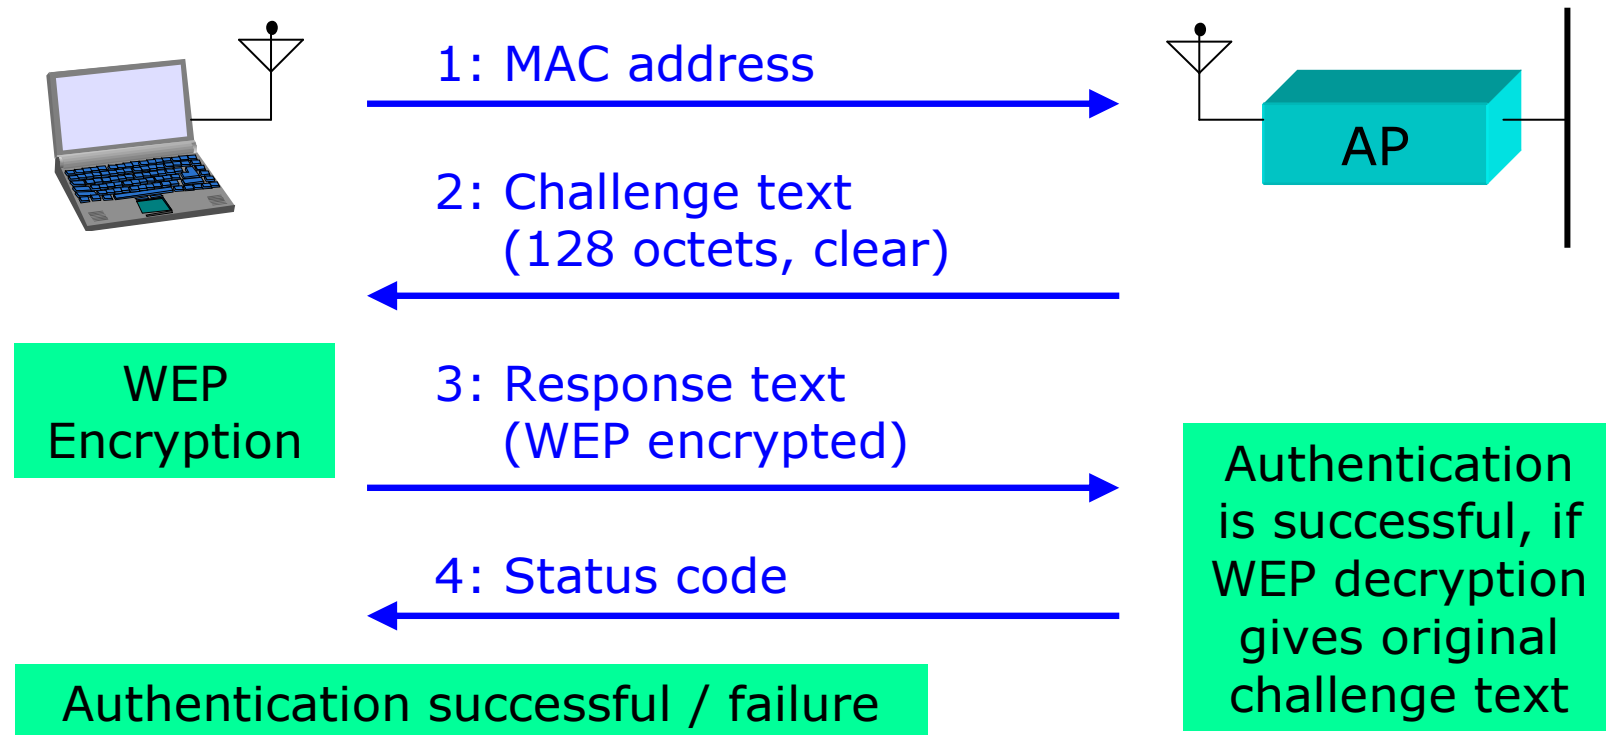 1: MAC address
AP
2: Challenge text
(128 octets, clear)
WEP
Encryption
3: Response text
(WEP encrypted)
4: Status code
Authentication
is successful, if
WEP decryption
gives original
challenge text
Authentication successful / failure